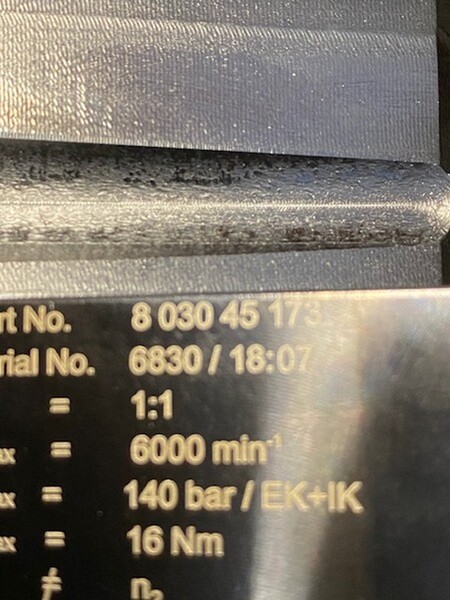 rt No. 8 030 45 173
rial No. 6830 / 18:07
= 1:1
ax = 6000 min⁻¹
ax = 140 bar / EK+IK
ax = 16 Nm
≠ n₂